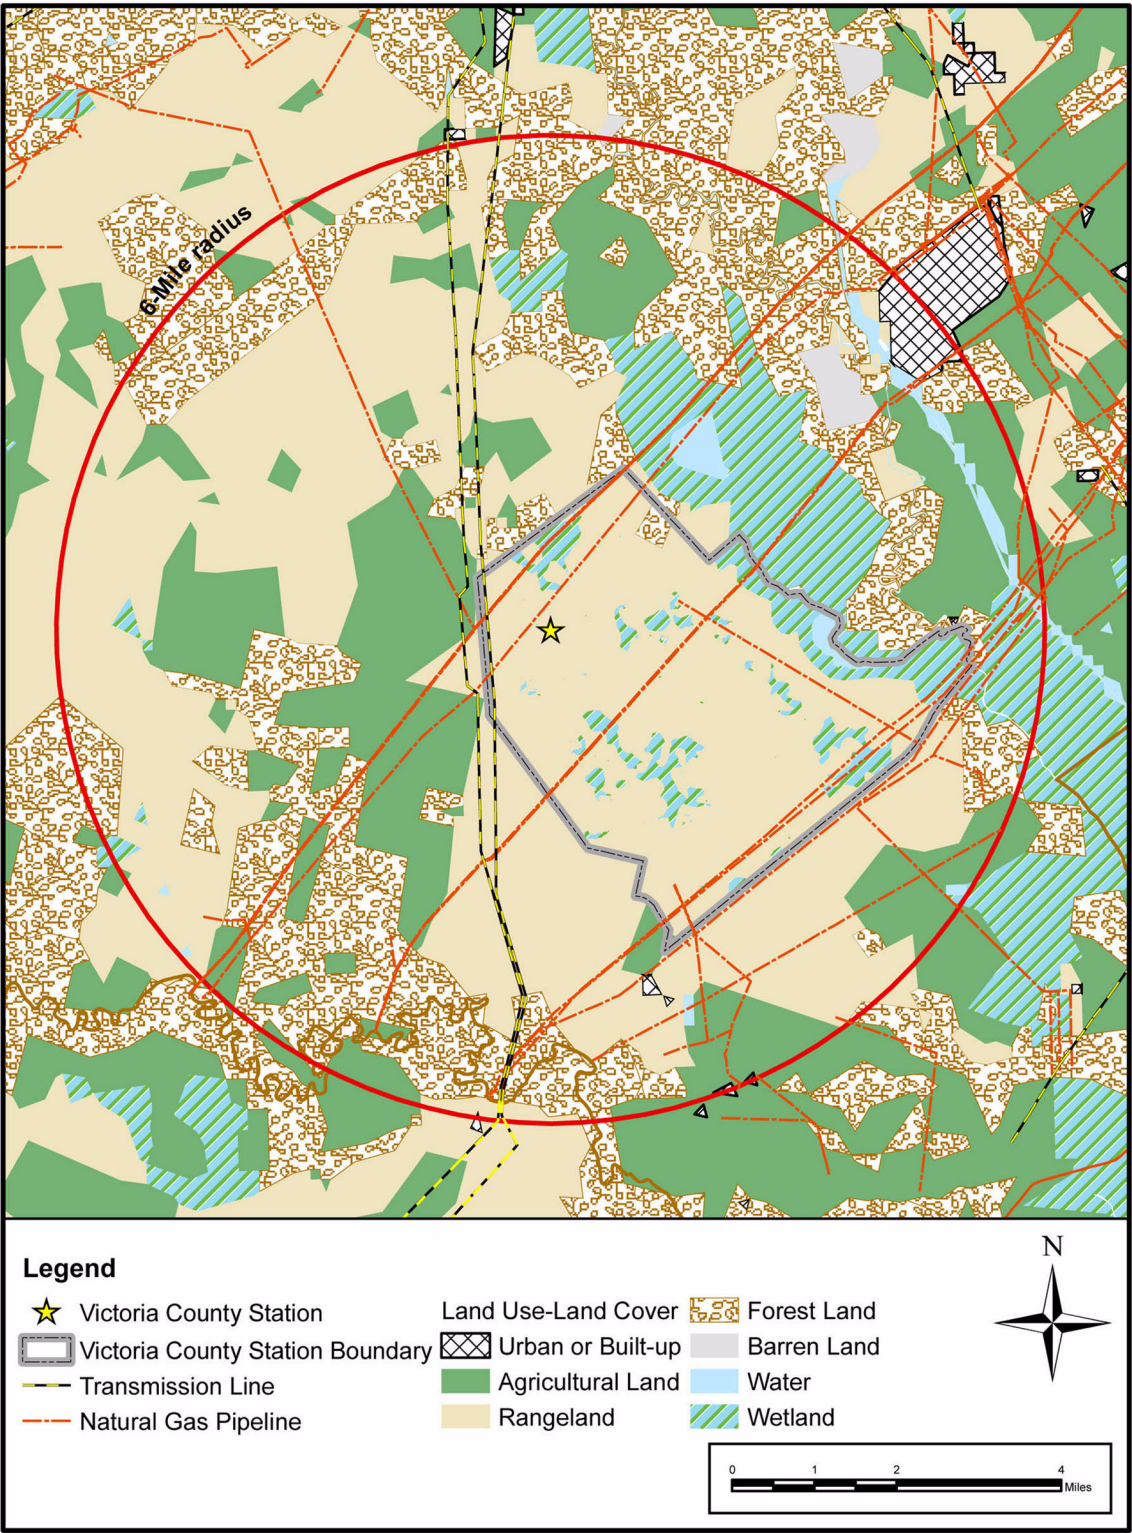 6-Mile radius
Legend
N
Victoria County Station
Land Use-Land Cover
Forest Land
Victoria County Station Boundary
Urban or Built-up
Barren Land
Transmission Line
Agricultural Land
Water
Natural Gas Pipeline
Rangeland
Wetland
0 1 2 4
Miles